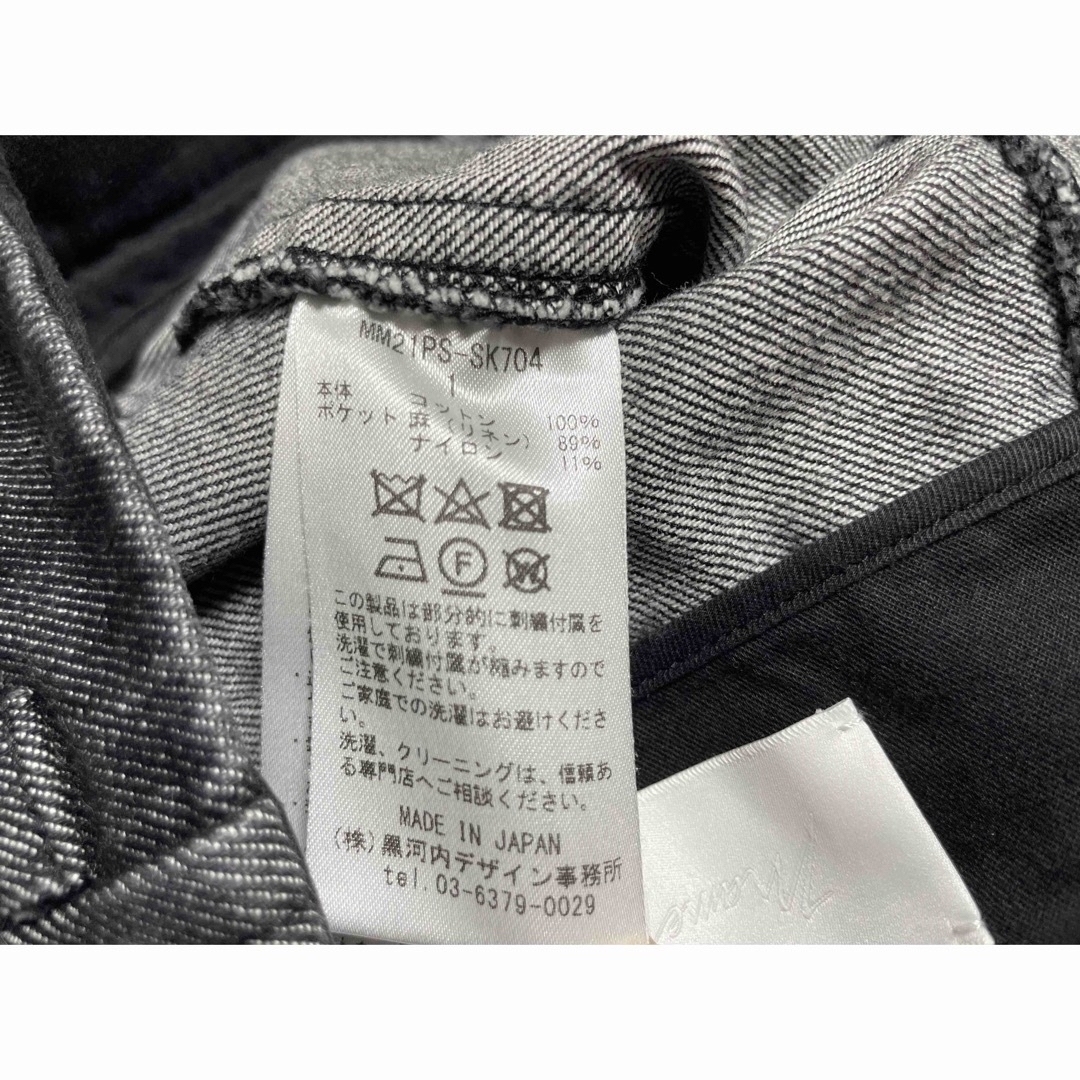 MM21PS-SK704
1
本体 コットン 100%
ポケット 麻(リネン) 89%
ナイロン 11%
F
W
この製品は部分的に刺繍付属を
使用しております。
洗濯で刺繍付属が縮みますので
ご注意ください。
ご家庭での洗濯はお避けくださ
い。
洗濯、クリーニングは、信頼あ
る専門店へご相談ください。
MADE IN JAPAN
(株)黒河内デザイン事務所
tel.03-6379-0029
Mame